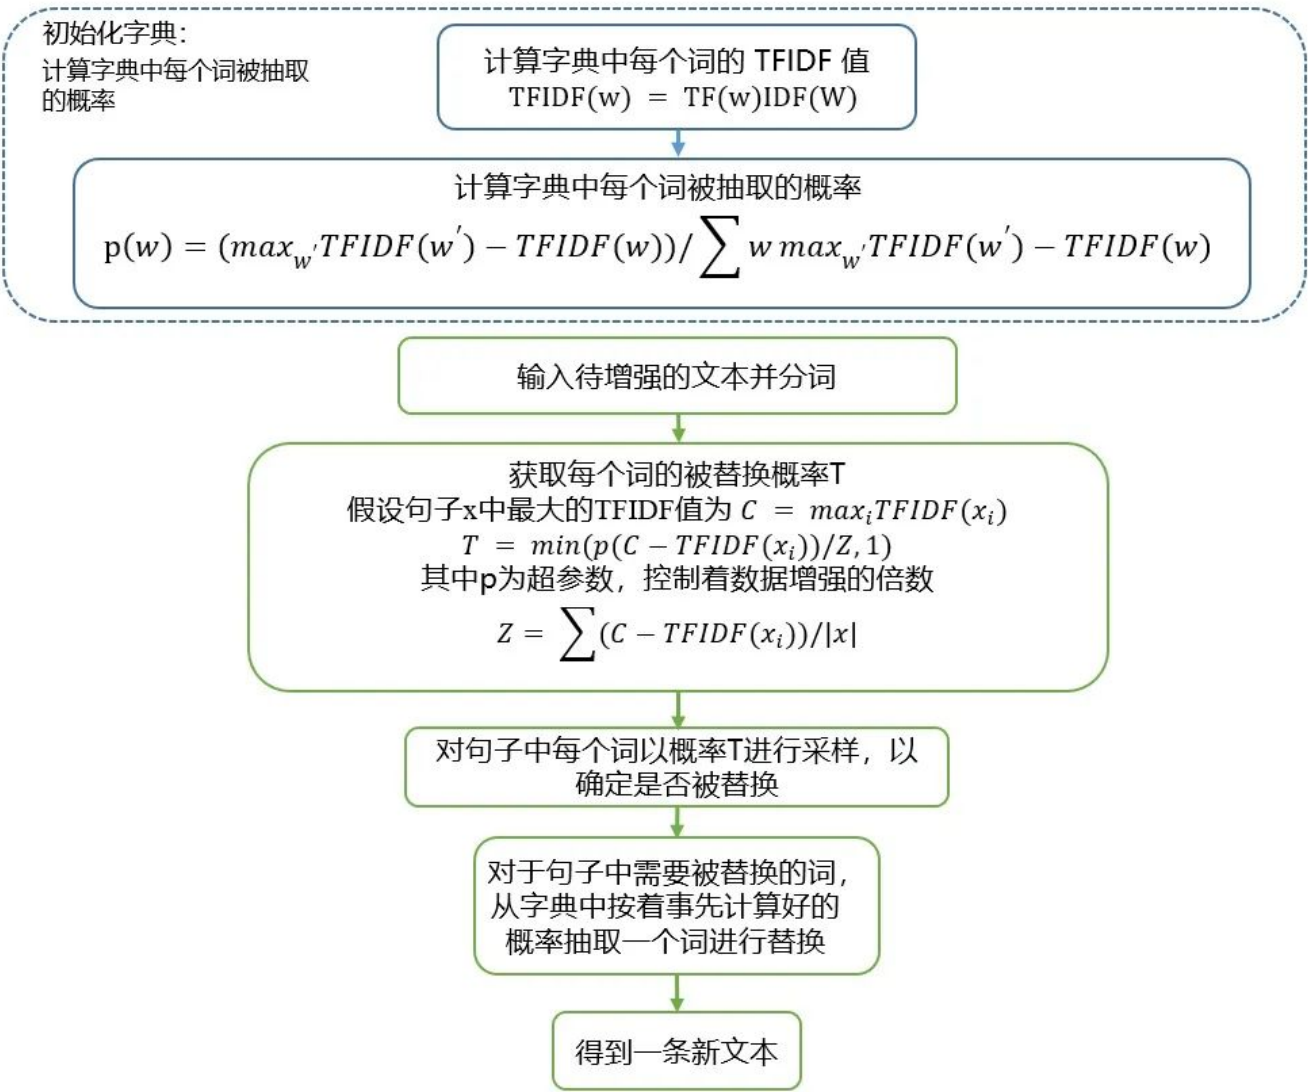 初始化字典：
计算字典中每个词被抽取
的概率
计算字典中每个词的 TFIDF 值
TFIDF(w) = TF(w)IDF(W)
计算字典中每个词被抽取的概率
p(w) = (max_w′TFIDF(w′) − TFIDF(w))/∑ w max_w′TFIDF(w′) − TFIDF(w)
输入待增强的文本并分词
获取每个词的被替换概率T
假设句子x中最大的TFIDF值为 C = max_iTFIDF(x_i)
T = min(p(C − TFIDF(x_i))/Z, 1)
其中p为超参数，控制着数据增强的倍数
Z = ∑(C − TFIDF(x_i))/|x|
对句子中每个词以概率T进行采样，以
确定是否被替换
对于句子中需要被替换的词，
从字典中按着事先计算好的
概率抽取一个词进行替换
得到一条新文本